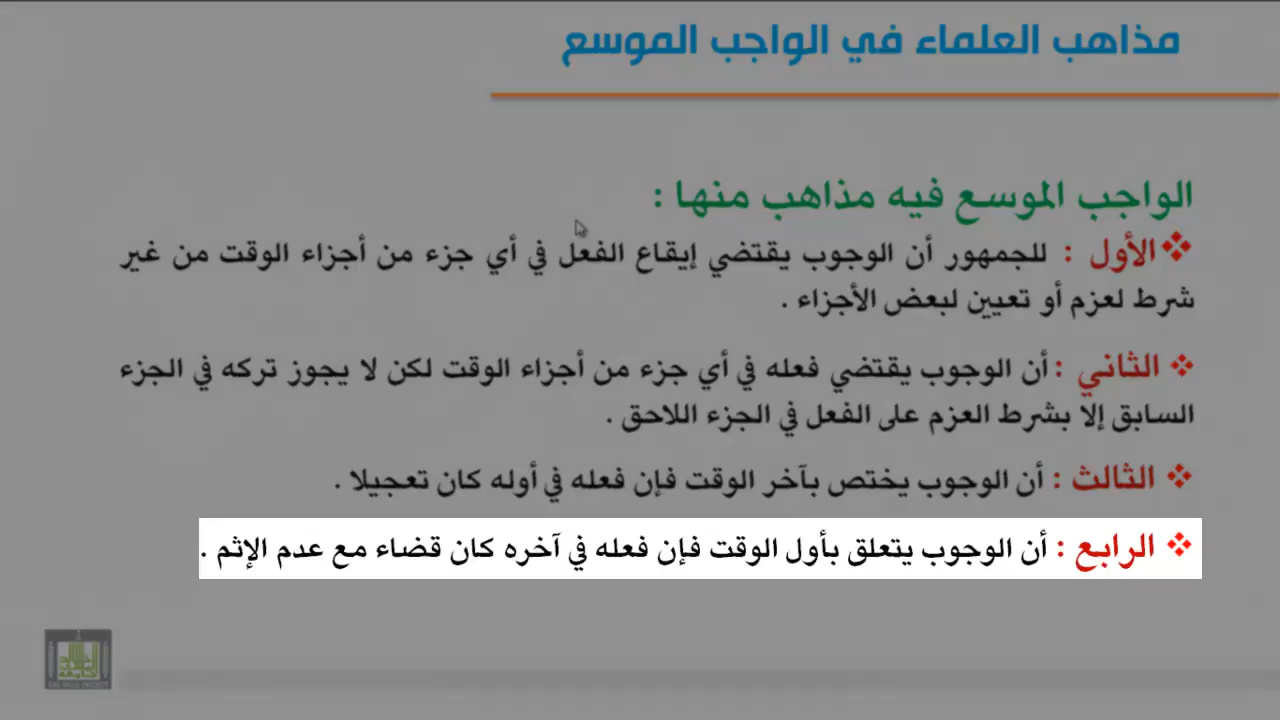 مذاهب العلماء في الواجب الموسع
الواجب الموسع فيه مذاهب منها :
الأول : للجمهور أن الوجوب يقتضي إيقاع الفعل في أي جزء من أجزاء الوقت من غير
شرط لعزم أو تعيين لبعض الأجزاء .
الثاني : أن الوجوب يقتضي فعله في أي جزء من أجزاء الوقت لكن لا يجوز تركه في الجزء
السابق إلا بشرط العزم على الفعل في الجزء اللاحق .
الثالث : أن الوجوب يختص بآخر الوقت فإن فعله في أوله كان تعجيلا .
الرابع : أن الوجوب يتعلق بأول الوقت فإن فعله في آخره كان قضاء مع عدم الإثم .